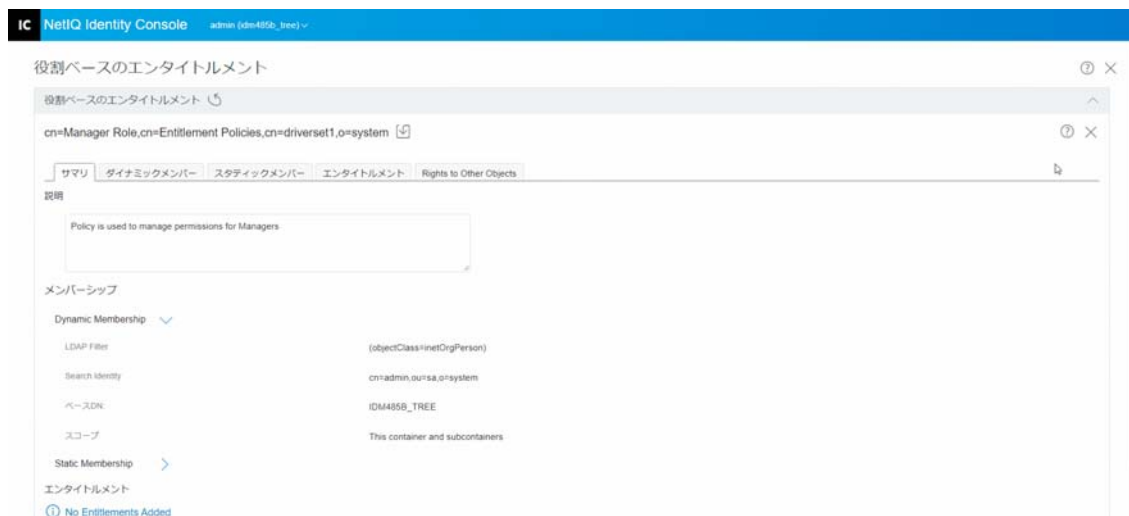 IC NetIQ Identity Console admin (idm485b_tree)
役割ベースのエンタイトルメント
役割ベースのエンタイトルメント
cn=Manager Role,cn=Entitlement Policies,cn=driverset1,o=system
サマリ ダイナミックメンバー スタティックメンバー エンタイトルメント Rights to Other Objects
説明
Policy is used to manage permissions for Managers
メンバーシップ
Dynamic Membership
LDAP Filter (objectClass=inetOrgPerson)
Search Identity cn=admin,ou=sa,o=system
ベースDN: IDM485B_TREE
スコープ This container and subcontainers
Static Membership
エンタイトルメント
No Entitlements Added